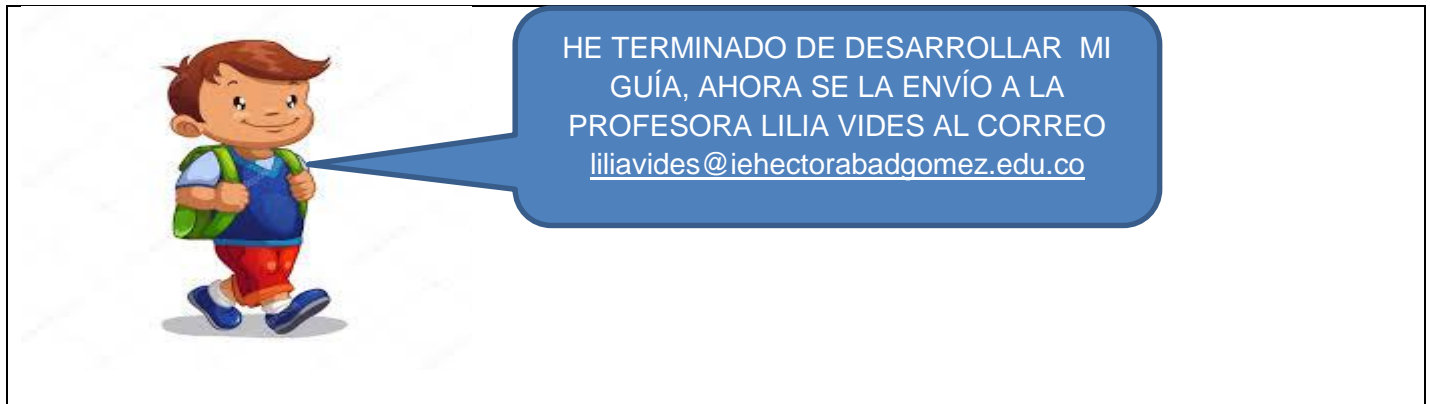 HE TERMINADO DE DESARROLLAR MI
GUÍA, AHORA SE LA ENVÍO A LA
PROFESORA LILIA VIDES AL CORREO
liliavides@iehectorabadgomez.edu.co